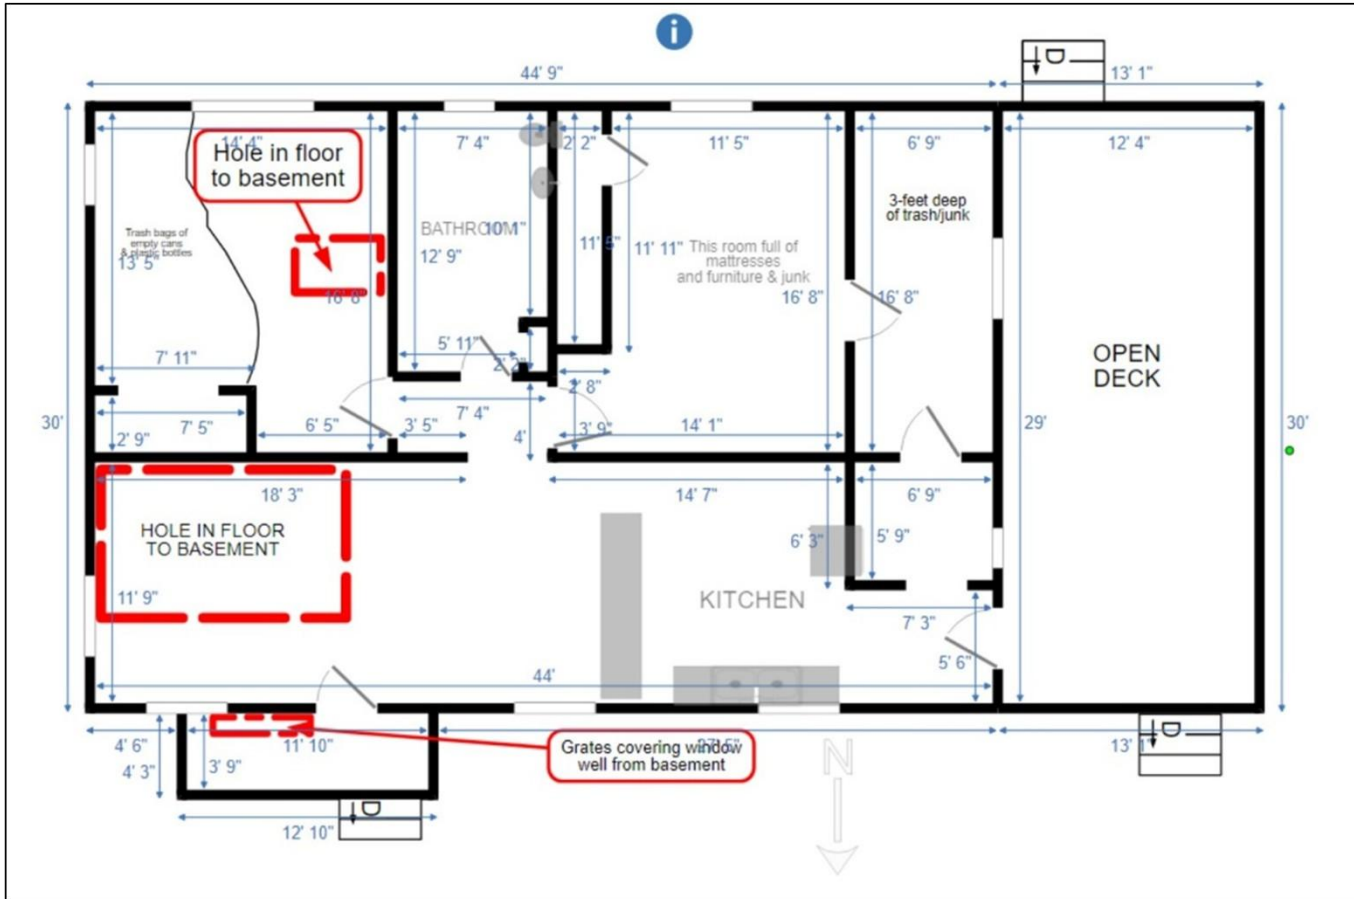 i
44' 9"
13' 1"
14' 4"
7' 4"
2' 2"
11' 5"
6' 9"
12' 4"
Hole in floor
to basement
3-feet deep
of trash/junk
Trash bags of
empty cans
& plastic bottles
13' 5"
BATHROOM
10' 1"
12' 9"
11' 5"
11' 11"
This room full of
mattresses
and furniture & junk
16' 8"
16' 8"
16' 8"
7' 11"
5' 11"
2' 2"
OPEN
DECK
7' 5"
2' 9"
6' 5"
3' 5"
7' 4"
4'
2' 8"
3' 9"
14' 1"
30'
29'
30'
18' 3"
14' 7"
6' 9"
HOLE IN FLOOR
TO BASEMENT
6' 3"
5' 9"
11' 9"
KITCHEN
7' 3"
5' 6"
44'
4' 6"
4' 3"
3' 9"
11' 10"
Grates covering window
well from basement
N
13' 1"
12' 10"
D
D
D